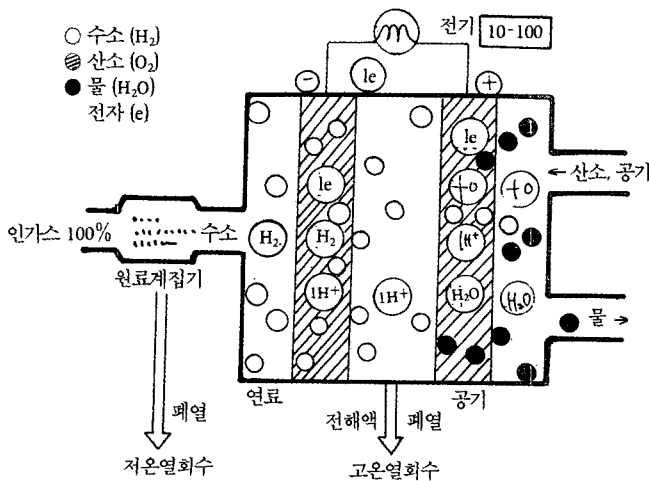 수소 (H₂)
산소 (O₂)
물 (H₂O)
전자 (e)
전기 10-100
− le +
le
산소, 공기
le
+O
+O
인가스 100%
수소
H₂
H₂
1H⁺
원료계집기
1H⁺
1H⁺
H₂O
H₂O
물
연료
전해액
공기
폐열
폐열
저온열회수
고온열회수